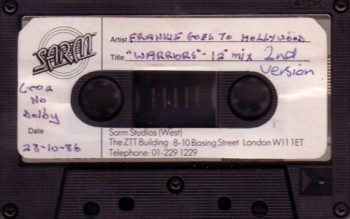 TDK
SARM
Artist FRANKIE GOES TO HOLLYWOOD
Title "WARRIORS" - 12" mix 2nd version
No
Dolby
Date
23-10-86
Sarm Studios (West)
The ZTT Building 8-10 Basing Street London W11 1ET
Telephone: 01-229 1229